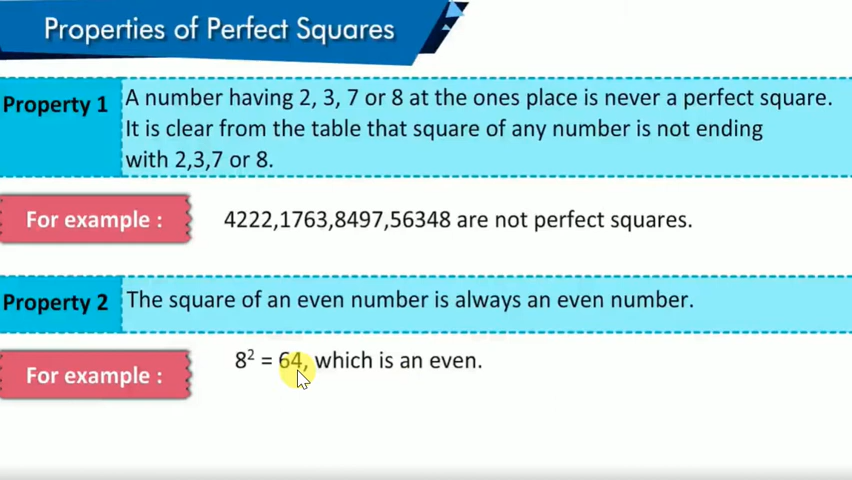 Properties of Perfect Squares
Property 1
A number having 2, 3, 7 or 8 at the ones place is never a perfect square.
It is clear from the table that square of any number is not ending
with 2,3,7 or 8.
For example :
4222,1763,8497,56348 are not perfect squares.
Property 2
The square of an even number is always an even number.
For example :
8² = 64, which is an even.